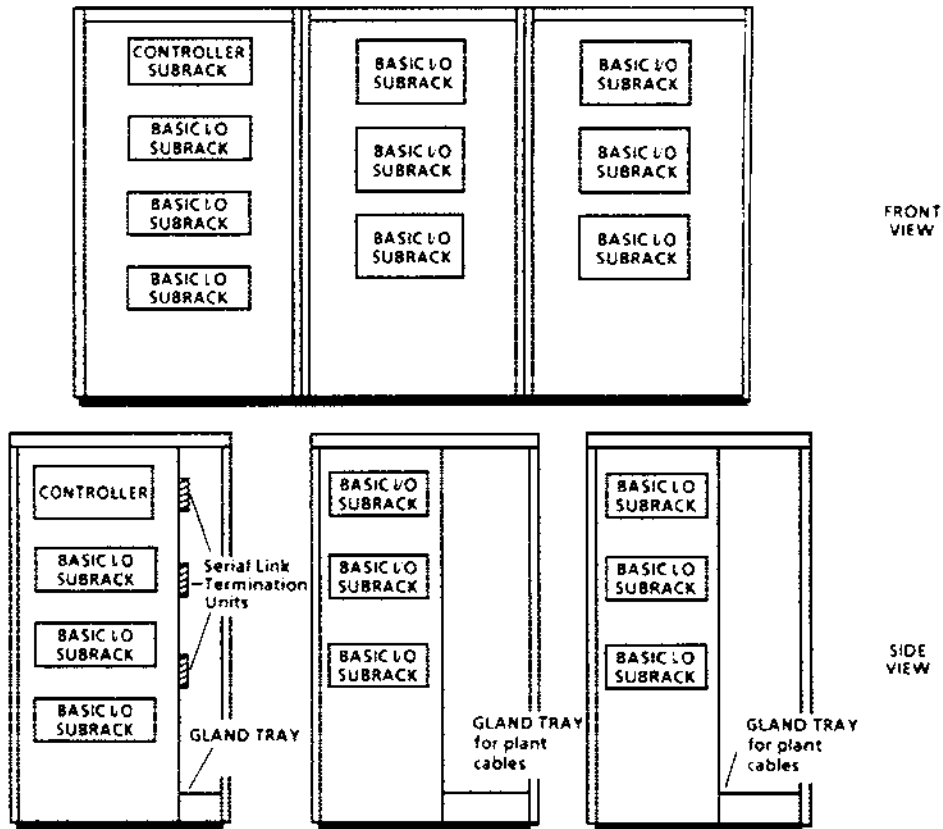 CONTROLLER
SUBRACK
BASIC I/O
SUBRACK
BASIC I/O
SUBRACK
BASIC I/O
SUBRACK
BASIC I/O
SUBRACK
BASIC I/O
SUBRACK
BASIC I/O
SUBRACK
BASIC I/O
SUBRACK
BASIC I/O
SUBRACK
BASIC I/O
SUBRACK
FRONT
VIEW
CONTROLLER
BASIC I/O
SUBRACK
BASIC I/O
SUBRACK
BASIC I/O
SUBRACK
Serial Link
Termination
Units
GLAND TRAY
BASIC I/O
SUBRACK
BASIC I/O
SUBRACK
BASIC I/O
SUBRACK
GLAND TRAY
for plant
cables
BASIC I/O
SUBRACK
BASIC I/O
SUBRACK
BASIC I/O
SUBRACK
GLAND TRAY
for plant
cables
SIDE
VIEW